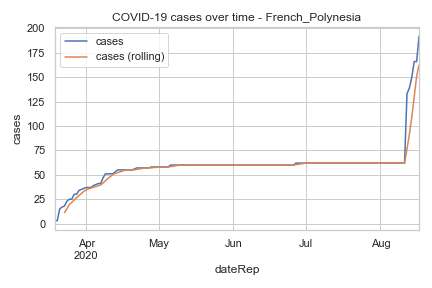 COVID-19 cases over time - French_Polynesia
cases
cases (rolling)
200
175
150
125
100
75
50
25
0
cases
Apr May Jun Jul Aug
2020
dateRep